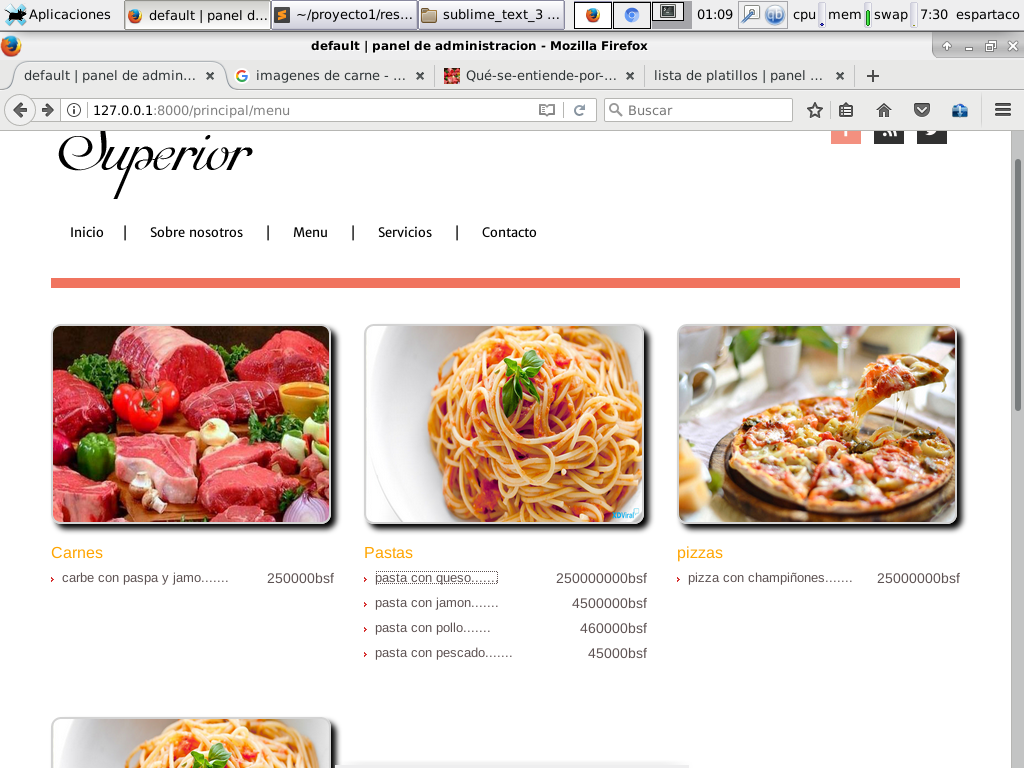 Aplicaciones default | panel d... ~/proyecto1/res... sublime_text_3 ... 01:09 qb cpu mem swap 7:30 espartaco
default | panel de administracion - Mozilla Firefox
default | panel de admin... imagenes de carne - ... Qué-se-entiende-por-... lista de platillos | panel ...
127.0.0.1:8000/principal/menu Buscar
Superior
Inicio | Sobre nosotros | Menu | Servicios | Contacto
Carnes
carbe con paspa y jamo....... 250000bsf
Pastas
pasta con queso....... 250000000bsf
pasta con jamon....... 4500000bsf
pasta con pollo....... 460000bsf
pasta con pescado....... 45000bsf
pizzas
pizza con champiñones....... 25000000bsf